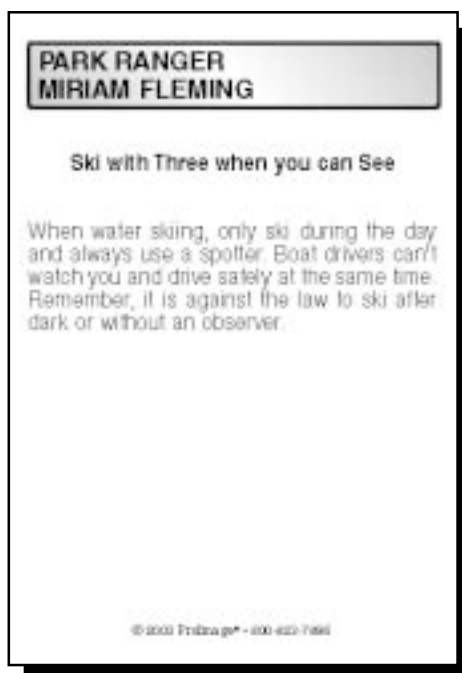 PARK RANGER
MIRIAM FLEMING
Ski with Three when you can See
When water skiing, only ski during the day
and always use a spotter. Boat drivers can't
watch you and drive safely at the same time.
Remember, it is against the law to ski after
dark or without an observer.